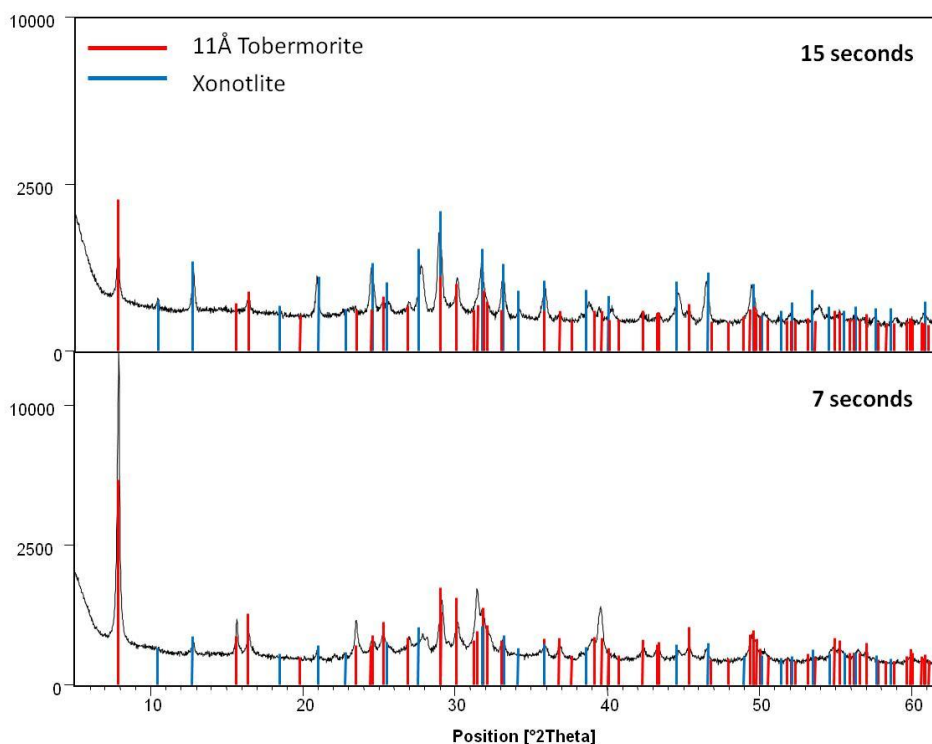 10000
11Å Tobermorite
15 seconds
Xonotlite
2500
0
10000
7 seconds
2500
0
10 20 30 40 50 60
Position [°2Theta]